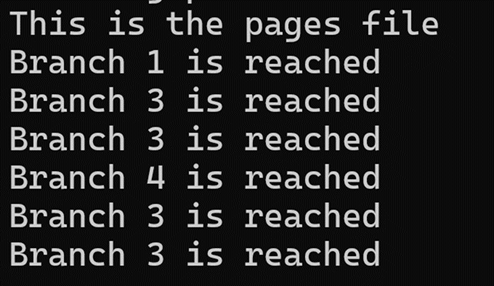 This is the pages file
Branch 1 is reached
Branch 3 is reached
Branch 3 is reached
Branch 4 is reached
Branch 3 is reached
Branch 3 is reached